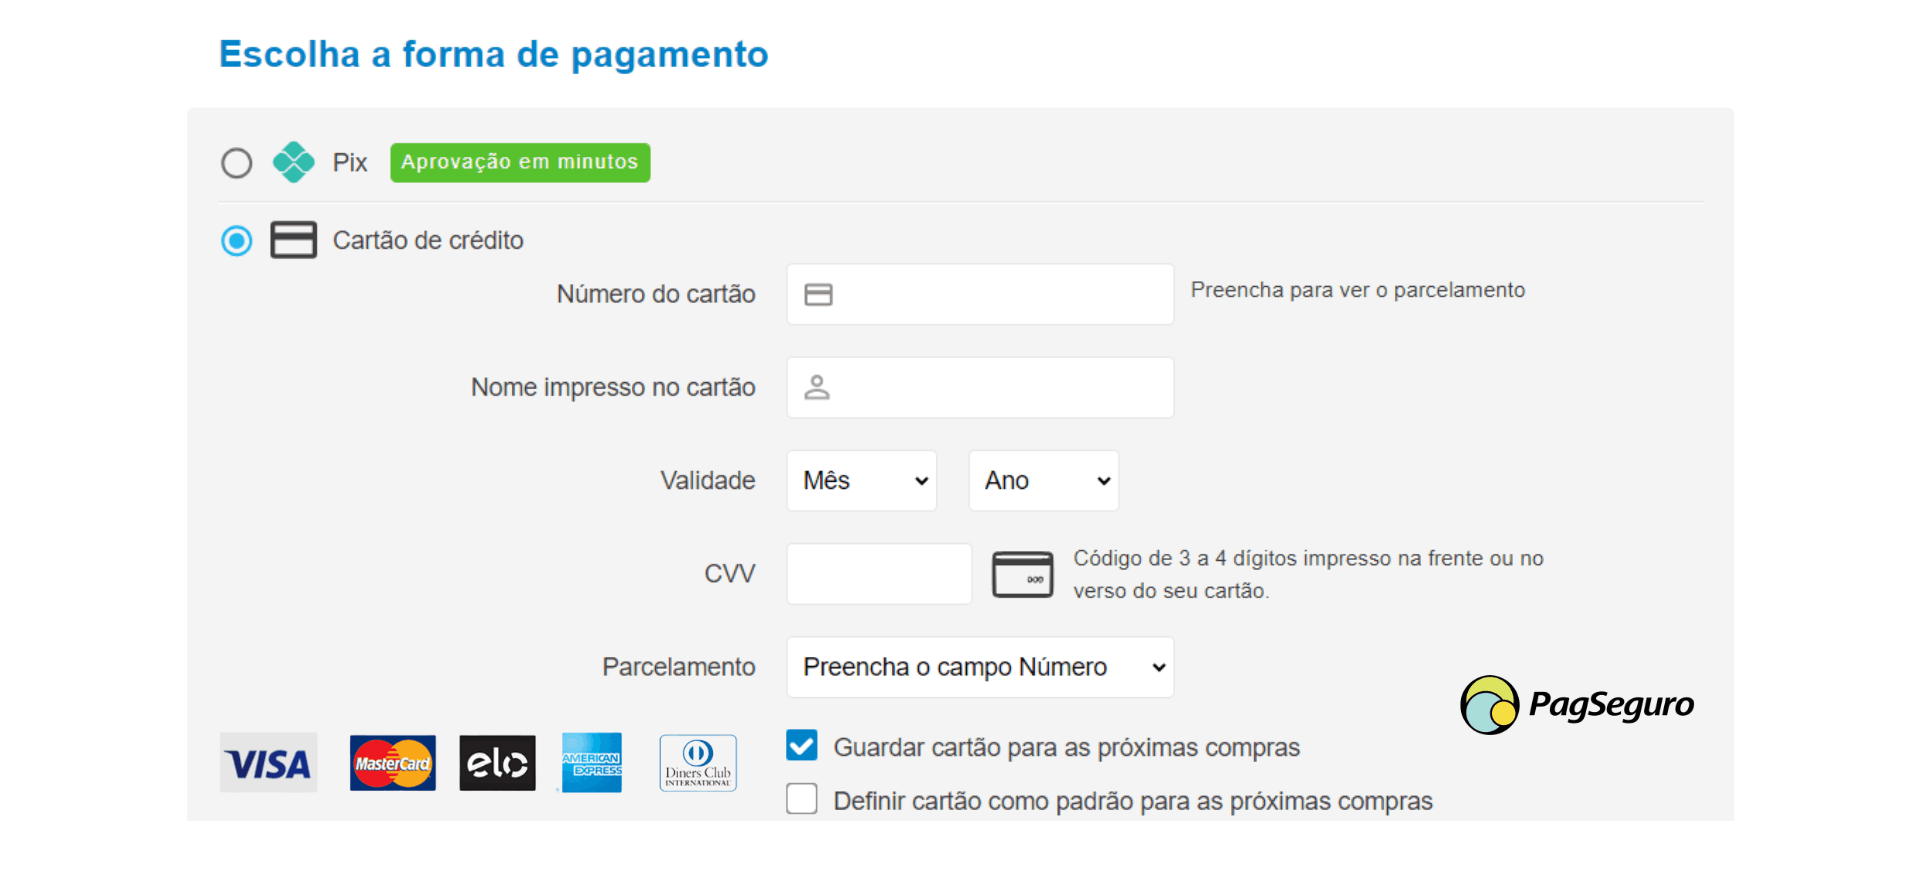 Escolha a forma de pagamento
Pix Aprovação em minutos
Cartão de crédito
Número do cartão Preencha para ver o parcelamento
Nome impresso no cartão
Validade Mês Ano
CVV Código de 3 a 4 dígitos impresso na frente ou no
verso do seu cartão.
Parcelamento Preencha o campo Número
PagSeguro
VISA MasterCard elo AMERICAN EXPRESS Diners Club INTERNATIONAL
Guardar cartão para as próximas compras
Definir cartão como padrão para as próximas compras